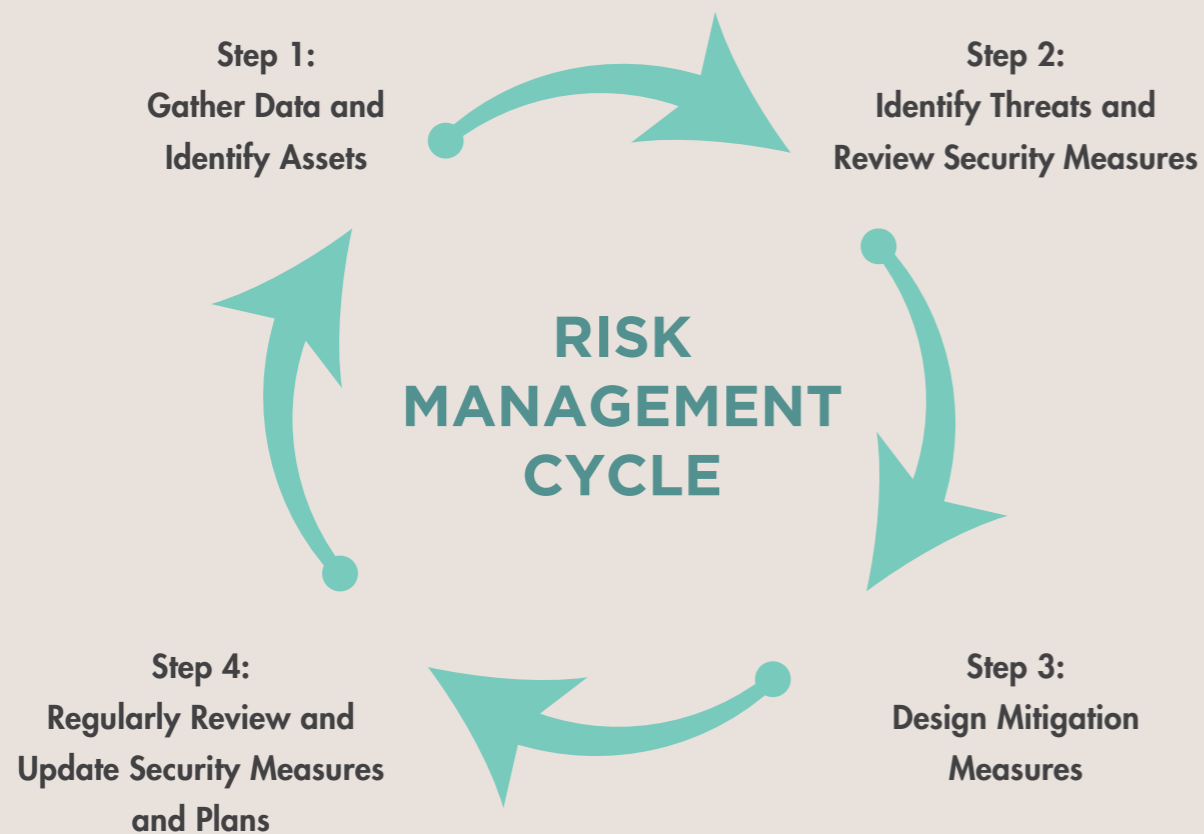 Step 1:
Gather Data and
Identify Assets
Step 2:
Identify Threats and
Review Security Measures
RISK
MANAGEMENT
CYCLE
Step 3:
Design Mitigation
Measures
Step 4:
Regularly Review and
Update Security Measures
and Plans